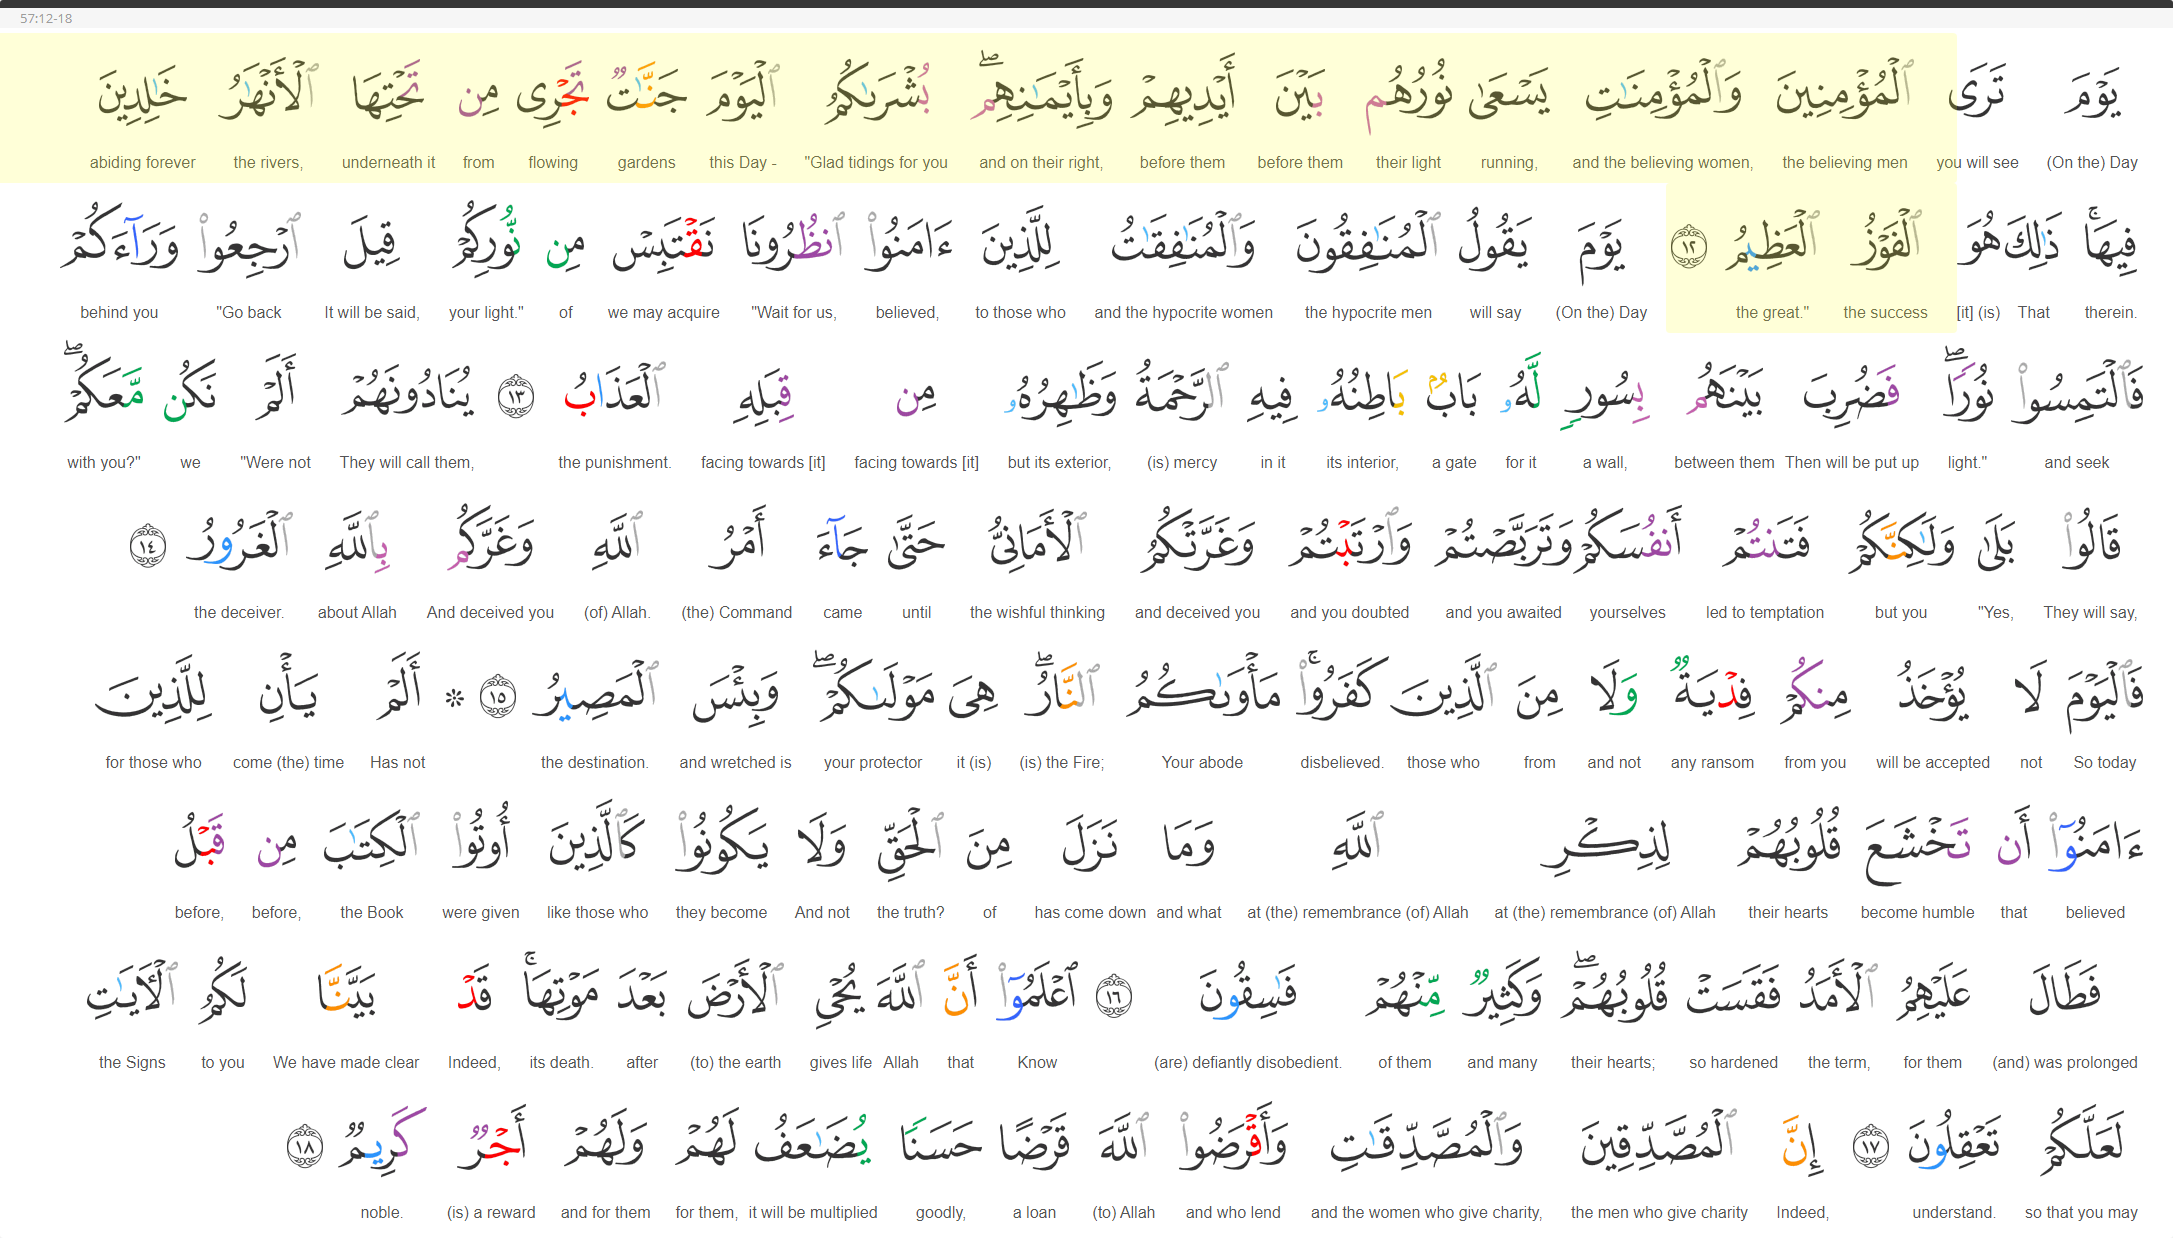 57:12-18
يَوْمَ تَرَى ٱلْمُؤْمِنِينَ وَٱلْمُؤْمِنَـٰتِ يَسْعَىٰ نُورُهُم بَيْنَ أَيْدِيهِمْ وَبِأَيْمَـٰنِهِم ۖ بُشْرَىٰكُمُ ٱلْيَوْمَ جَنَّـٰتٌ تَجْرِى مِن تَحْتِهَا ٱلْأَنْهَـٰرُ خَـٰلِدِينَ
(On the) Day you will see the believing men and the believing women, running, their light before them before them and on their right, "Glad tidings for you this Day - gardens flowing from underneath it the rivers, abiding forever
فِيهَا ۚ ذَٰلِكَ هُوَ ٱلْفَوْزُ ٱلْعَظِيمُ ١٢ يَوْمَ يَقُولُ ٱلْمُنَـٰفِقُونَ وَٱلْمُنَـٰفِقَـٰتُ لِلَّذِينَ ءَامَنُوا۟ ٱنظُرُونَا نَقْتَبِسْ مِن نُّورِكُمْ قِيلَ ٱرْجِعُوا۟ وَرَآءَكُمْ
therein. That [it] (is) the success the great." (On the) Day will say the hypocrite men and the hypocrite women to those who believed, "Wait for us, we may acquire of your light." It will be said, "Go back behind you
فَٱلْتَمِسُوا۟ نُورًا ۖ فَضُرِبَ بَيْنَهُم بِسُورٍ لَّهُۥ بَابٌۢ بَاطِنُهُۥ فِيهِ ٱلرَّحْمَةُ وَظَـٰهِرُهُۥ مِن قِبَلِهِ ٱلْعَذَابُ ١٣ يُنَادُونَهُمْ أَلَمْ نَكُن مَّعَكُمْ ۖ
and seek light." Then will be put up between them a wall, for it a gate its interior, in it (is) mercy but its exterior, facing towards [it] facing towards [it] the punishment. They will call them, "Were not we with you?"
قَالُوا۟ بَلَىٰ وَلَـٰكِنَّكُمْ فَتَنتُمْ أَنفُسَكُمْ وَتَرَبَّصْتُمْ وَٱرْتَبْتُمْ وَغَرَّتْكُمُ ٱلْأَمَانِىُّ حَتَّىٰ جَآءَ أَمْرُ ٱللَّهِ وَغَرَّكُم بِٱللَّهِ ٱلْغَرُورُ ١٤
They will say, "Yes, but you led to temptation yourselves and you awaited and you doubted and deceived you the wishful thinking until came (the) Command (of) Allah. And deceived you about Allah the deceiver.
فَٱلْيَوْمَ لَا يُؤْخَذُ مِنكُمْ فِدْيَةٌ وَلَا مِنَ ٱلَّذِينَ كَفَرُوا۟ ۚ مَأْوَىٰكُمُ ٱلنَّارُ ۖ هِىَ مَوْلَىٰكُمْ ۖ وَبِئْسَ ٱلْمَصِيرُ ١٥ * أَلَمْ يَأْنِ لِلَّذِينَ
So today not will be accepted from you any ransom and not from those who disbelieved. Your abode (is) the Fire; it (is) your protector and wretched is the destination. Has not come (the) time for those who
ءَامَنُوٓا۟ أَن تَخْشَعَ قُلُوبُهُمْ لِذِكْرِ ٱللَّهِ وَمَا نَزَلَ مِنَ ٱلْحَقِّ وَلَا يَكُونُوا۟ كَٱلَّذِينَ أُوتُوا۟ ٱلْكِتَـٰبَ مِن قَبْلُ
believed that become humble their hearts at (the) remembrance (of) Allah at (the) remembrance (of) Allah and what has come down of the truth? And not they become like those who were given the Book before, before,
فَطَالَ عَلَيْهِمُ ٱلْأَمَدُ فَقَسَتْ قُلُوبُهُمْ ۖ وَكَثِيرٌ مِّنْهُمْ فَـٰسِقُونَ ١٦ ٱعْلَمُوٓا۟ أَنَّ ٱللَّهَ يُحْىِ ٱلْأَرْضَ بَعْدَ مَوْتِهَا ۚ قَدْ بَيَّنَّا لَكُمُ ٱلْـَٔايَـٰتِ
(and) was prolonged for them the term, so hardened their hearts; and many of them (are) defiantly disobedient. Know that Allah gives life (to) the earth after its death. Indeed, We have made clear to you the Signs
لَعَلَّكُمْ تَعْقِلُونَ ١٧ إِنَّ ٱلْمُصَّدِّقِينَ وَٱلْمُصَّدِّقَـٰتِ وَأَقْرَضُوا۟ ٱللَّهَ قَرْضًا حَسَنًا يُضَـٰعَفُ لَهُمْ وَلَهُمْ أَجْرٌ كَرِيمٌ ١٨
so that you may understand. Indeed, the men who give charity and the women who give charity, and who lend (to) Allah a loan goodly, it will be multiplied for them, and for them (is) a reward noble.